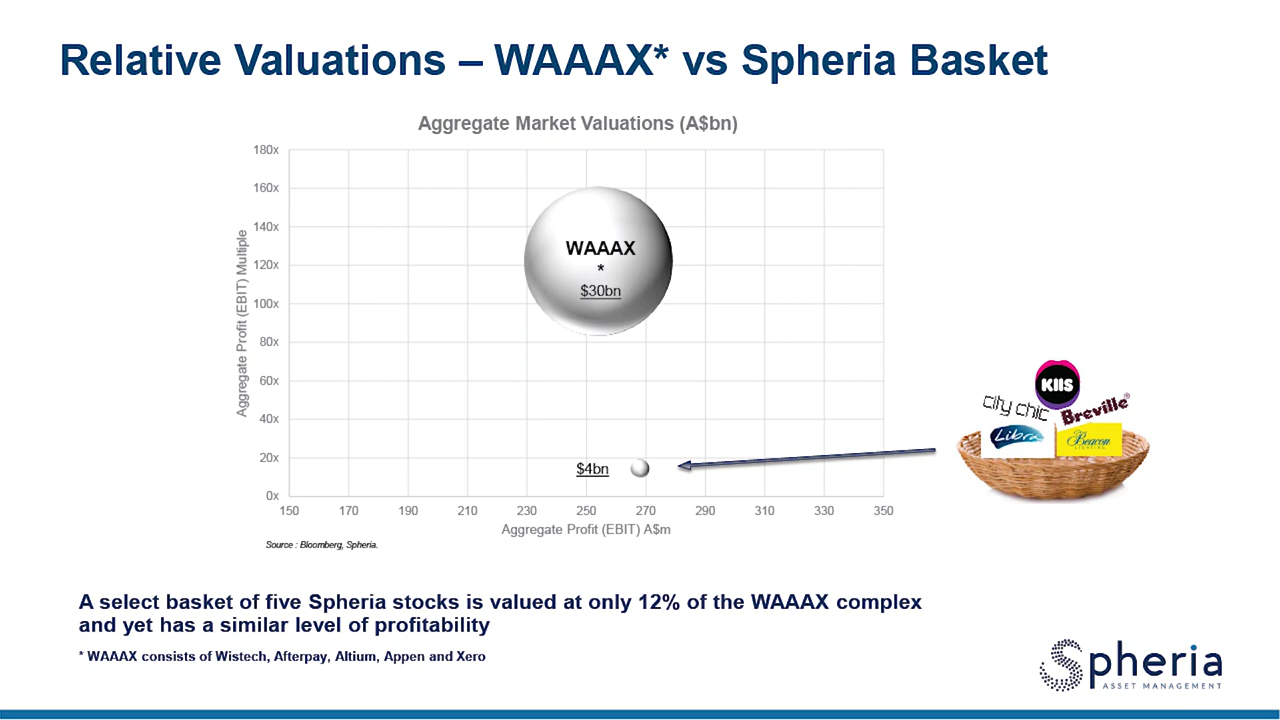 Relative Valuations – WAAAX* vs Spheria Basket
Aggregate Market Valuations (A$bn)
Aggregate Profit (EBIT) Multiple
180x
160x
140x
120x
100x
80x
60x
40x
20x
0x
WAAAX
*
$30bn
$4bn
150 170 190 210 230 250 270 290 310 330 350
Aggregate Profit (EBIT) A$m
Source : Bloomberg, Spheria.
KIIS
city chic
Breville®
Libra
Beacon
LIGHTING
A select basket of five Spheria stocks is valued at only 12% of the WAAAX complex
and yet has a similar level of profitability
* WAAAX consists of Wistech, Afterpay, Altium, Appen and Xero
Spheria
ASSET MANAGEMENT